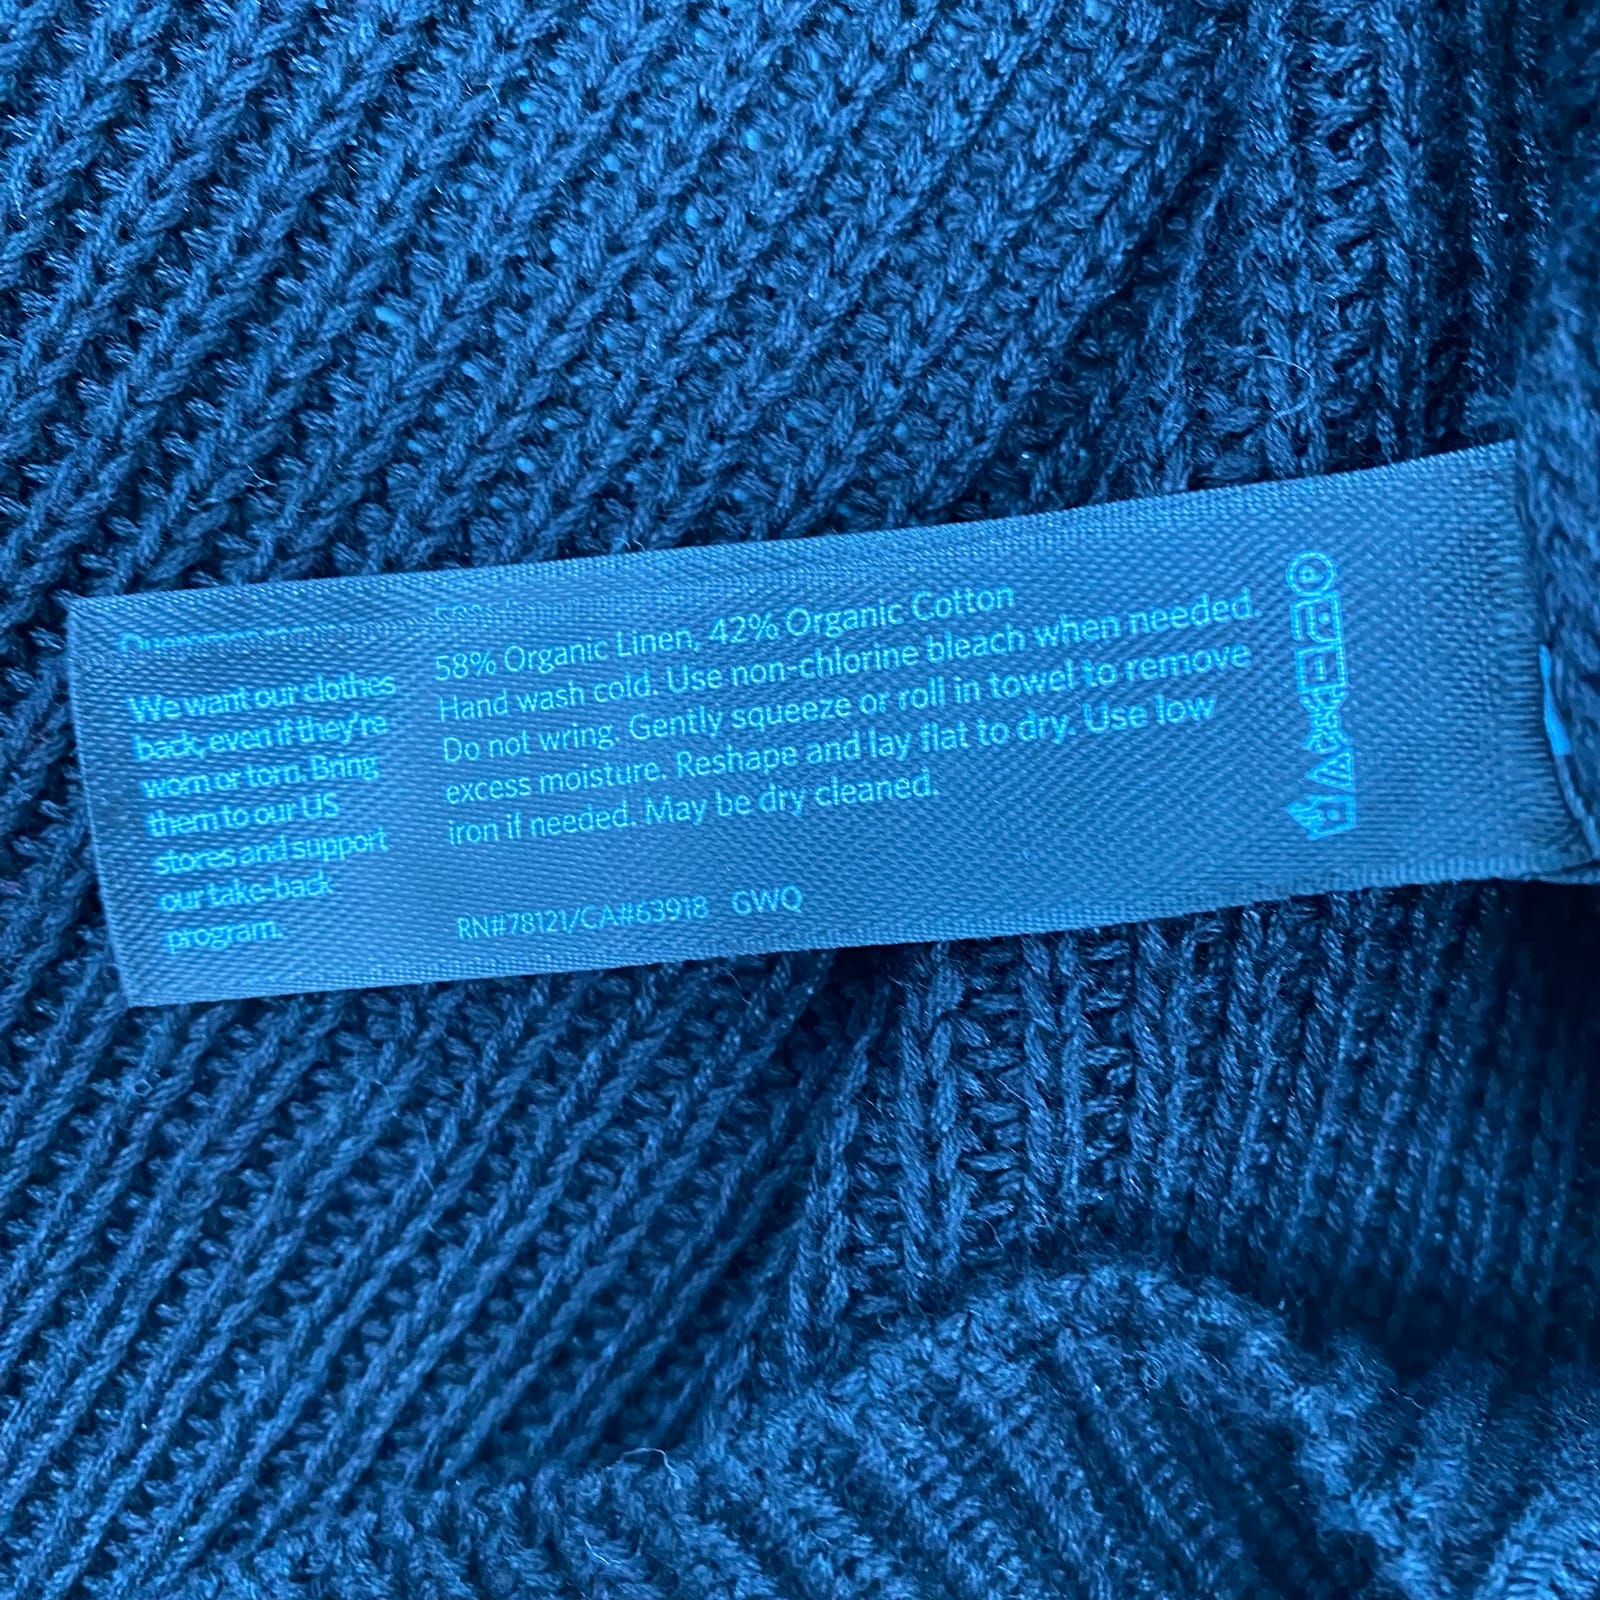 We want our clothes
back, even if they're
worn or torn. Bring
them to our US
stores and support
our take-back
program.
58% Organic Linen, 42% Organic Cotton
Hand wash cold. Use non-chlorine bleach when needed.
Do not wring. Gently squeeze or roll in towel to remove
excess moisture. Reshape and lay flat to dry. Use low
iron if needed. May be dry cleaned.
RN#78121/CA#63918 GWQ